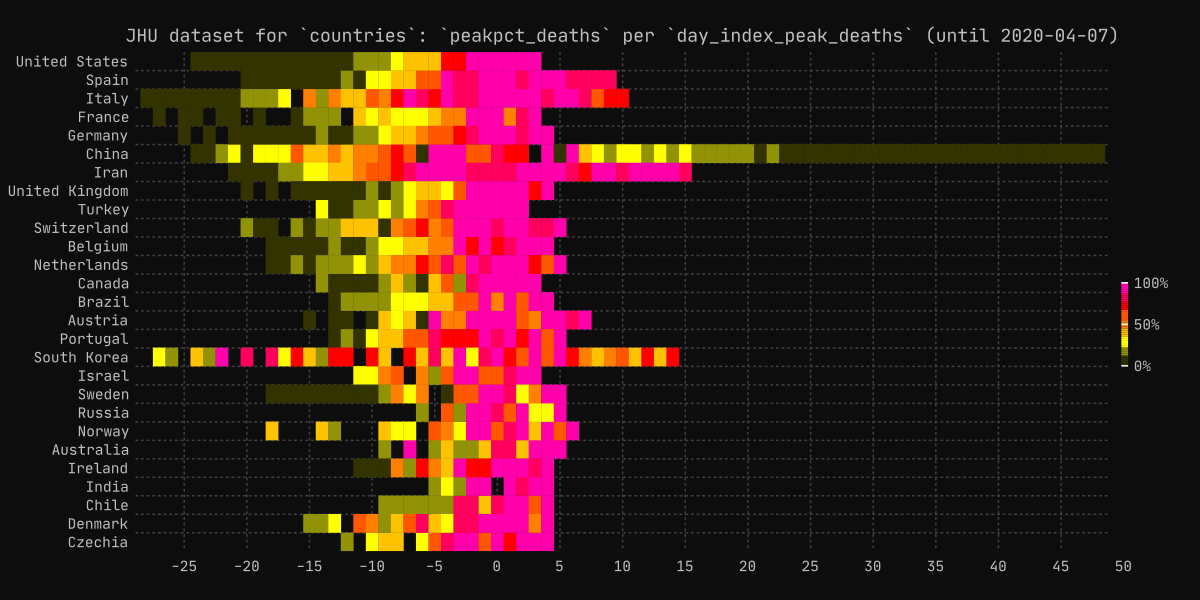 JHU dataset for `countries`: `peakpct_deaths` per `day_index_peak_deaths` (until 2020-04-07)
United States
Spain
Italy
France
Germany
China
Iran
United Kingdom
Turkey
Switzerland
Belgium
Netherlands
Canada
Brazil
Austria
Portugal
South Korea
Israel
Sweden
Russia
Norway
Australia
Ireland
India
Chile
Denmark
Czechia
100%
50%
0%
-25 -20 -15 -10 -5 0 5 10 15 20 25 30 35 40 45 50